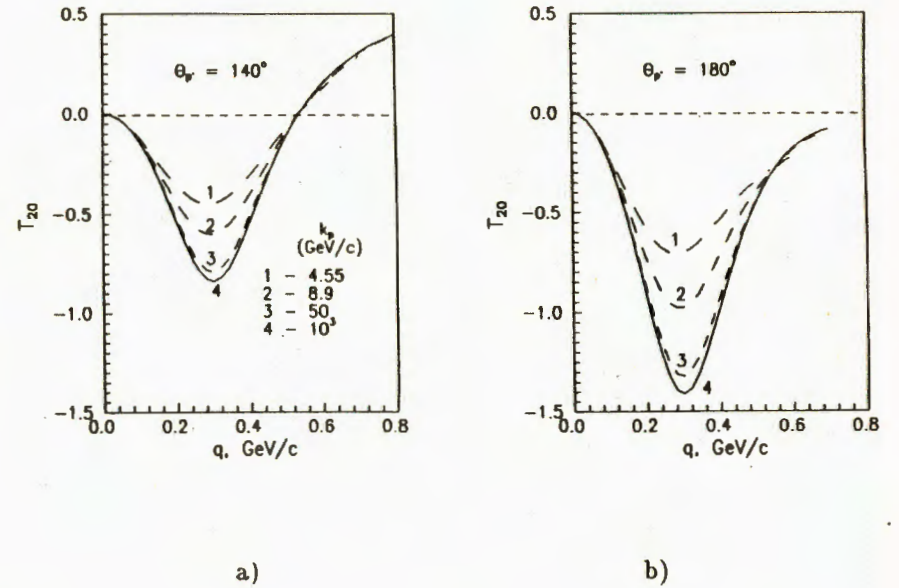 0.5
0.0
−0.5
−1.0
−1.5
T₂₀
θₚ' = 140°
1
2
3
4
kₚ
(GeV/c)
1 − 4.55
2 − 8.9
3 − 50
4 − 10³
0.0 0.2 0.4 0.6 0.8
q, GeV/c
a)
0.5
0.0
−0.5
−1.0
−1.5
T₂₀
θₚ' = 180°
1
2
3
4
0.0 0.2 0.4 0.6 0.8
q, GeV/c
b)